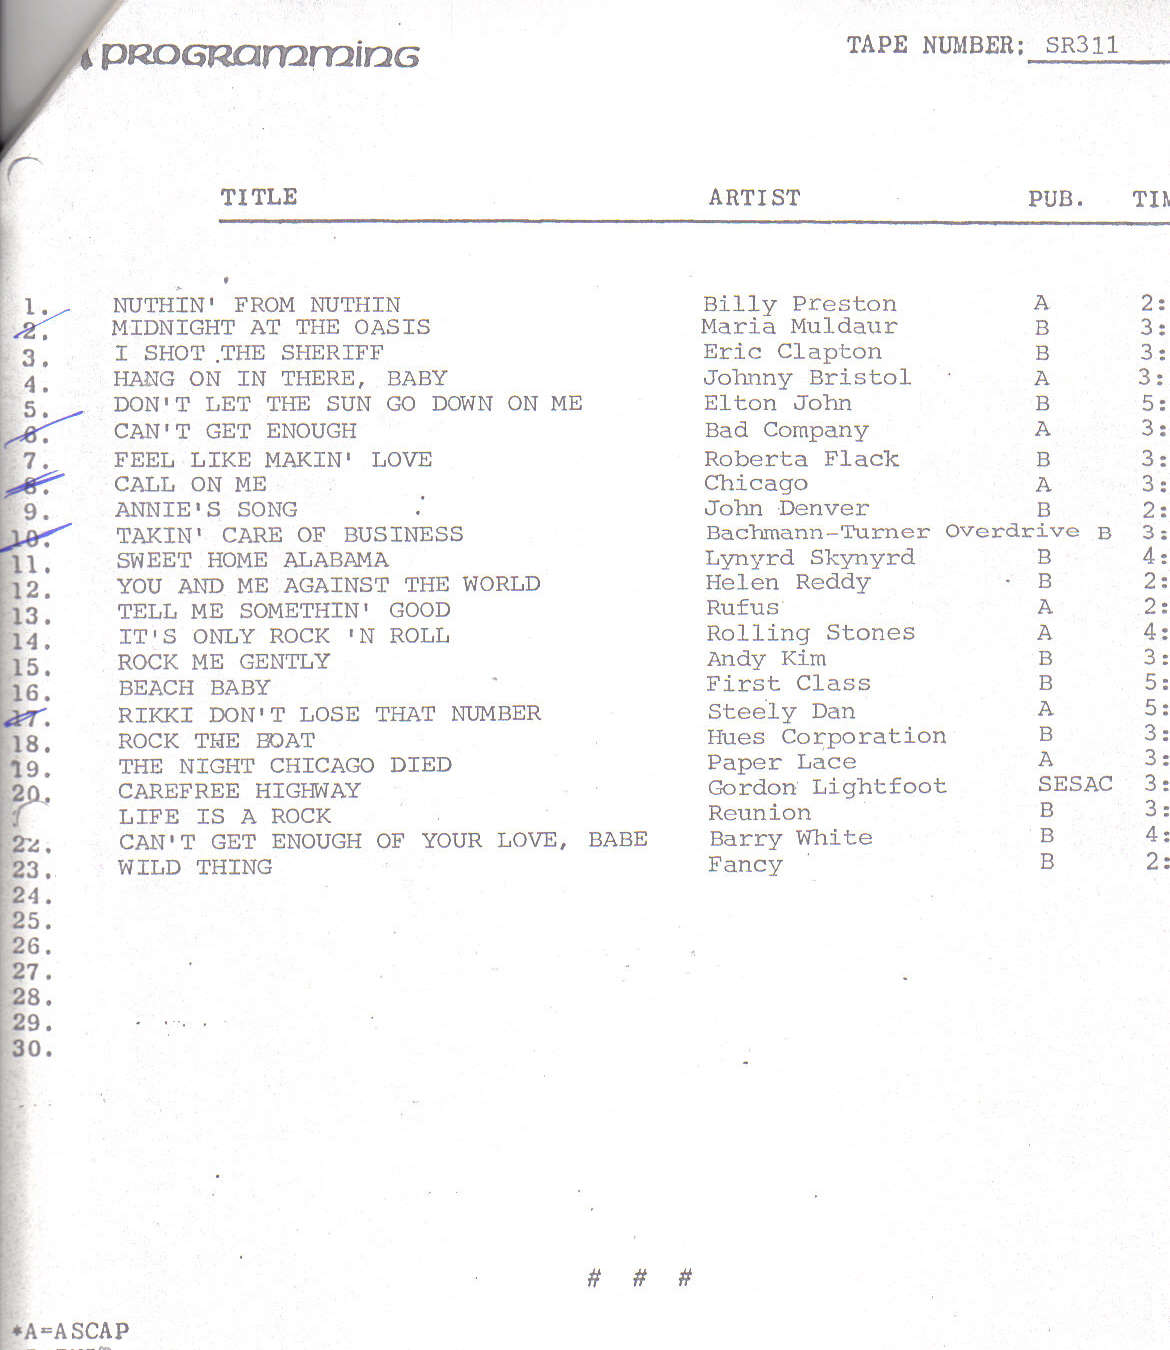 PROGRAMMING TAPE NUMBER: SR311
TITLE ARTIST PUB.
1. NUTHIN' FROM NUTHIN Billy Preston A 2:
2. MIDNIGHT AT THE OASIS Maria Muldaur B 3:
3. I SHOT THE SHERIFF Eric Clapton B 3:
4. HANG ON IN THERE, BABY Johnny Bristol A 3:
5. DON'T LET THE SUN GO DOWN ON ME Elton John B 5:
6. CAN'T GET ENOUGH Bad Company A 3:
7. FEEL LIKE MAKIN' LOVE Roberta Flack B 3:
8. CALL ON ME Chicago A 3:
9. ANNIE'S SONG John Denver B 2:
10. TAKIN' CARE OF BUSINESS Bachmann-Turner Overdrive B 3:
11. SWEET HOME ALABAMA Lynyrd Skynyrd B 4:
12. YOU AND ME AGAINST THE WORLD Helen Reddy B 2:
13. TELL ME SOMETHIN' GOOD Rufus A 2:
14. IT'S ONLY ROCK 'N ROLL Rolling Stones A 4:
15. ROCK ME GENTLY Andy Kim B 3:
16. BEACH BABY First Class B 5:
17. RIKKI DON'T LOSE THAT NUMBER Steely Dan A 5:
18. ROCK THE BOAT Hues Corporation B 3:
19. THE NIGHT CHICAGO DIED Paper Lace A 3:
20. CAREFREE HIGHWAY Gordon Lightfoot SESAC 3:
LIFE IS A ROCK Reunion B 3:
22. CAN'T GET ENOUGH OF YOUR LOVE, BABE Barry White B 4:
23. WILD THING Fancy B 2:
24.
25.
26.
27.
28.
29.
30.
# # #
*A=ASCAP